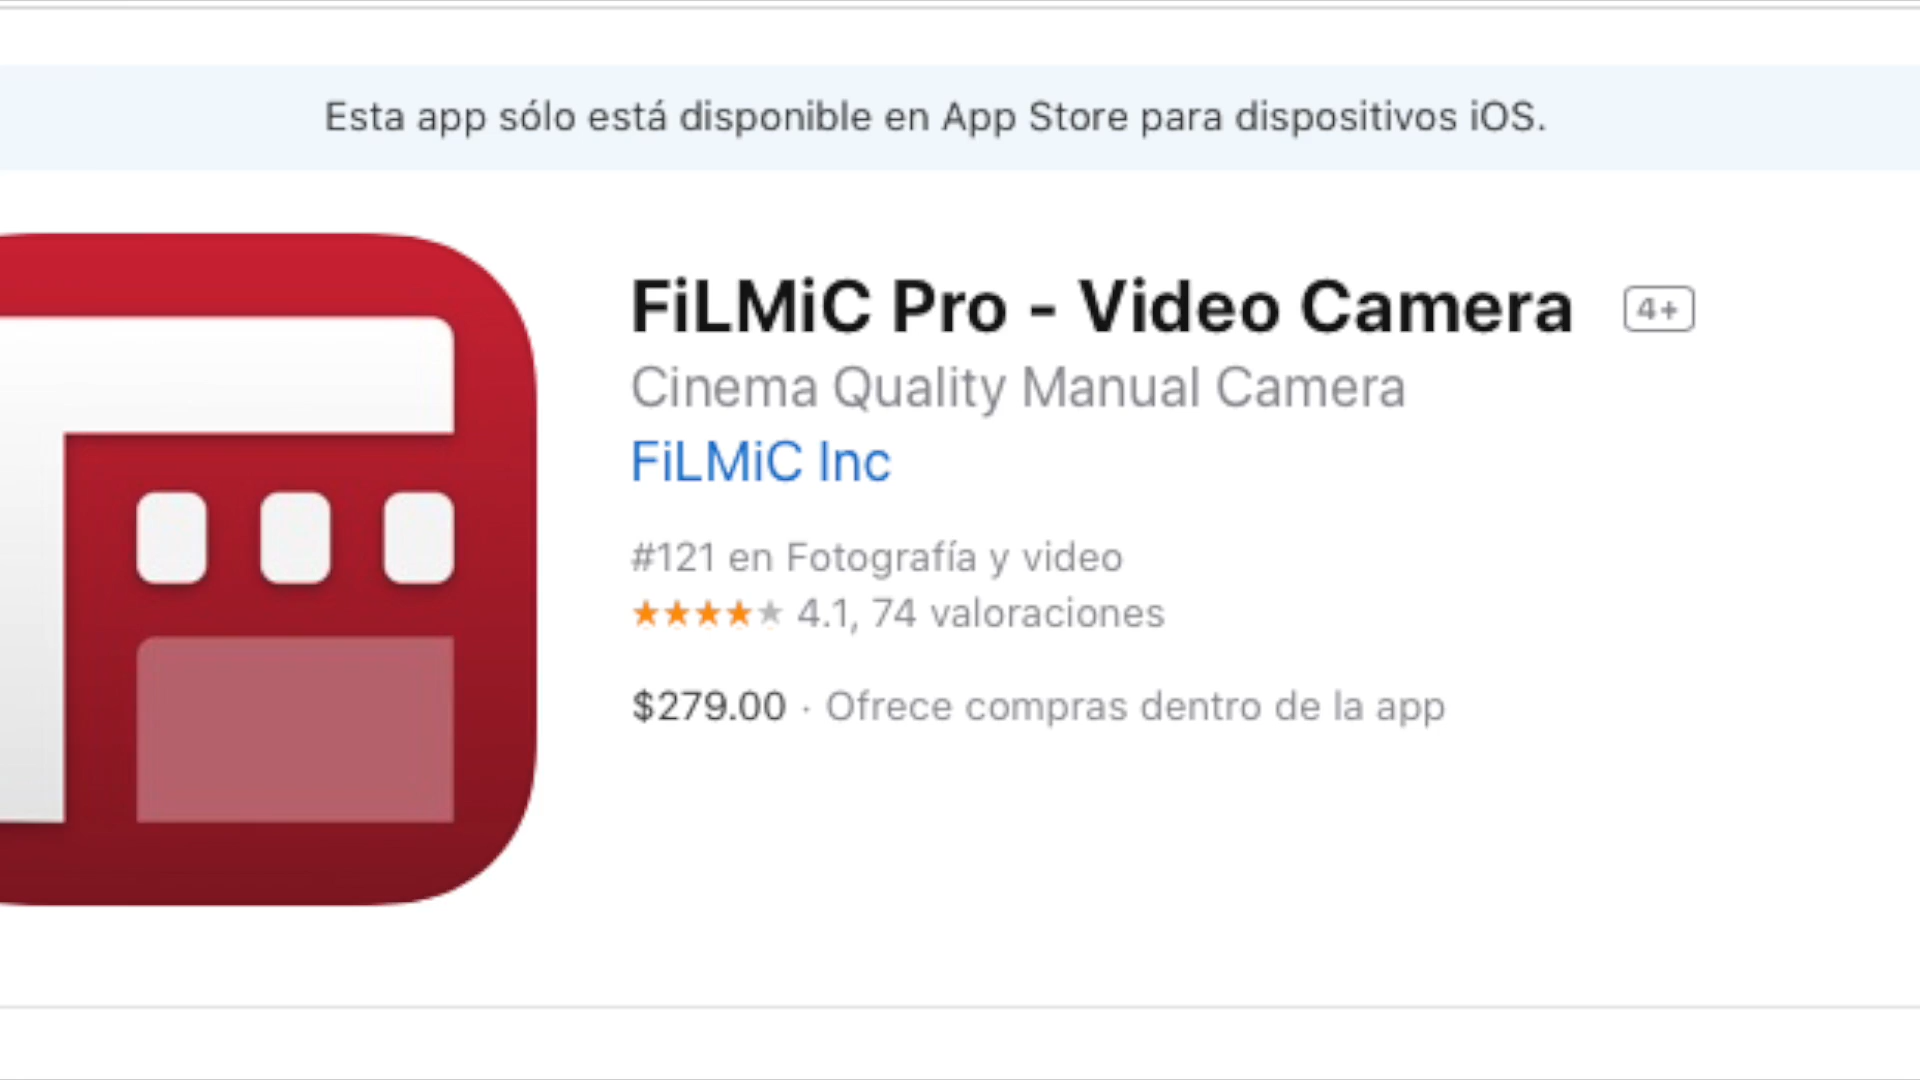 Esta app sólo está disponible en App Store para dispositivos iOS.
FiLMiC Pro - Video Camera 4+
Cinema Quality Manual Camera
FiLMiC Inc
#121 en Fotografía y video
★★★★★ 4.1, 74 valoraciones
$279.00 · Ofrece compras dentro de la app